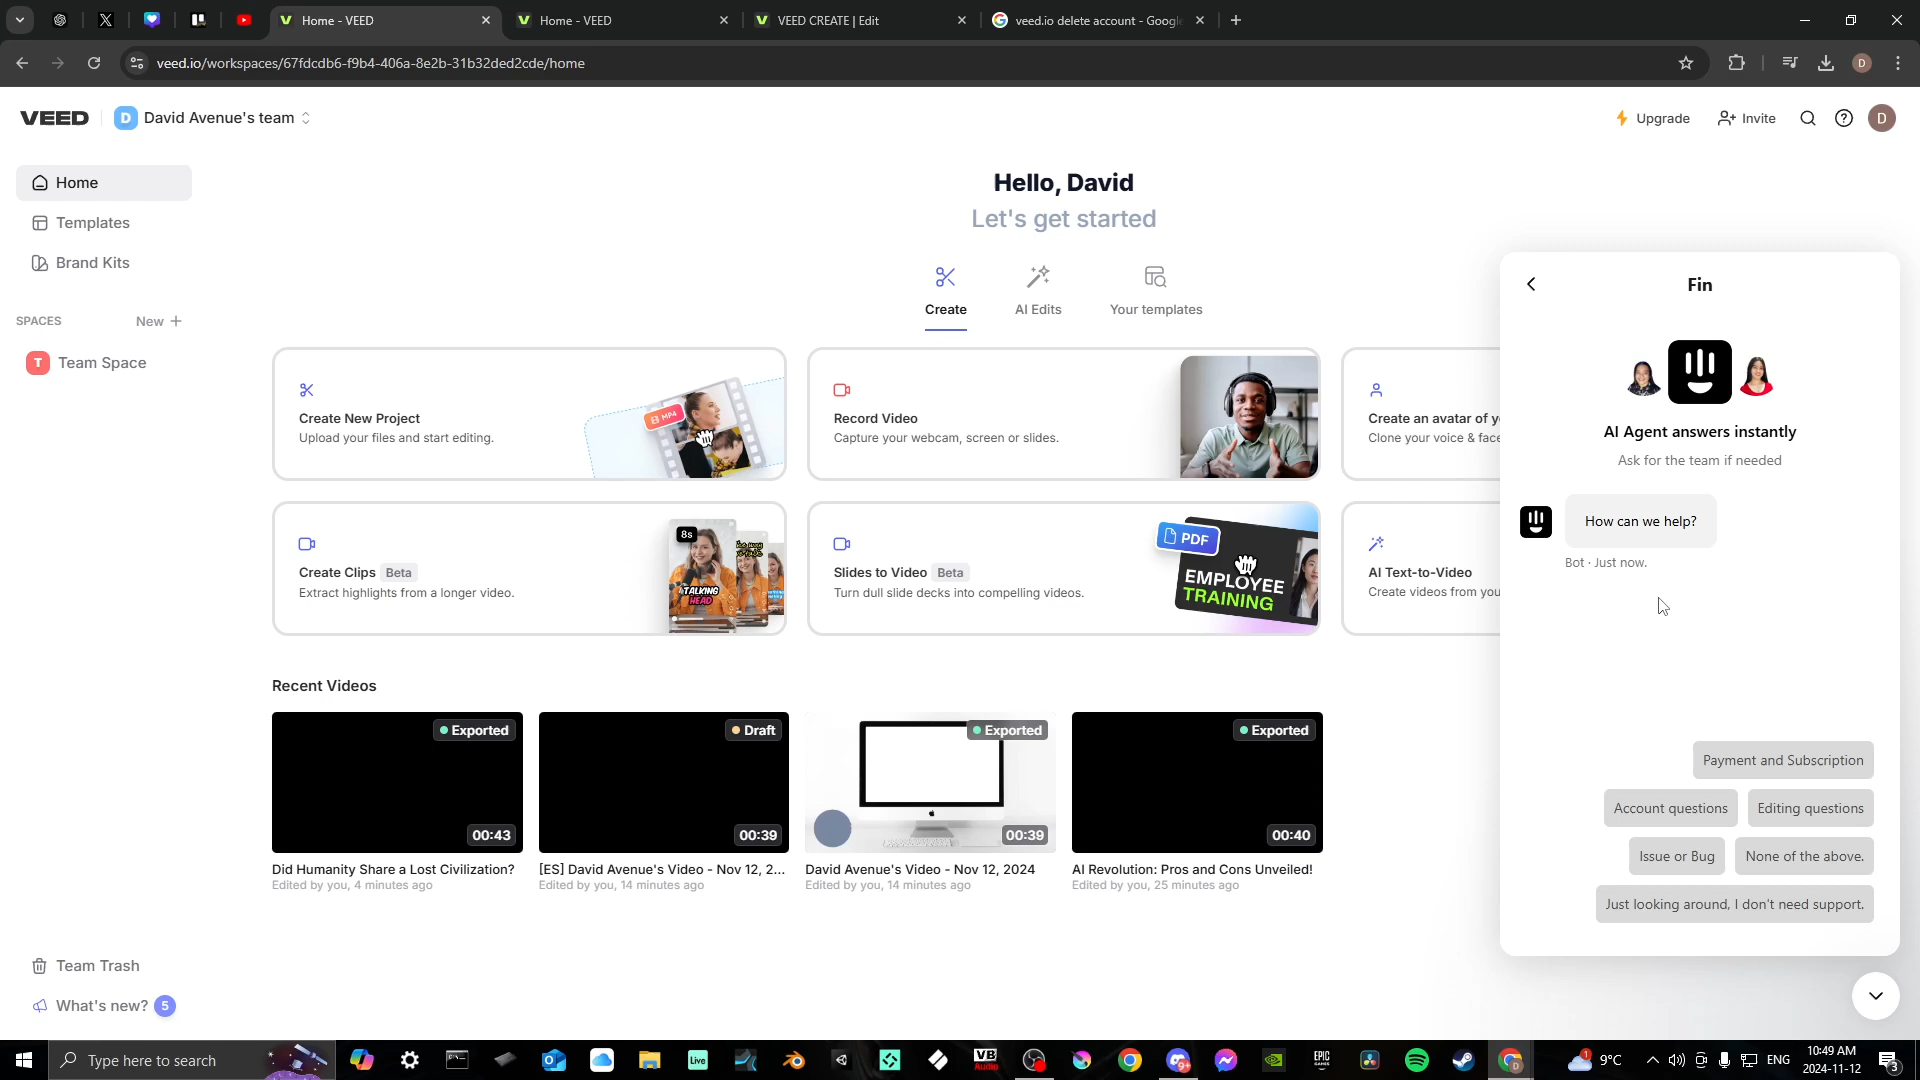 Home - VEED
Home - VEED
VEED CREATE | Edit
veed.io delete account - Google
veed.io/workspaces/67fdcdb6-f9b4-406a-8e2b-31b32ded2cde/home
D
VEED
D
David Avenue's team
Upgrade
Invite
D
Home
Templates
Brand Kits
SPACES
New +
T
Team Space
Hello, David
Let's get started
Create
AI Edits
Your templates
Create New Project
Upload your files and start editing.
MP4
Record Video
Capture your webcam, screen or slides.
Create an avatar of y
Clone your voice & face
Create Clips
Beta
Extract highlights from a longer video.
8s
TALKING
HEAD
Slides to Video
Beta
Turn dull slide decks into compelling videos.
PDF
EMPLOYEE
TRAINING
AI Text-to-Video
Create videos from you
Recent Videos
Exported
00:43
Did Humanity Share a Lost Civilization?
Edited by you, 4 minutes ago
Draft
00:39
[ES] David Avenue's Video - Nov 12, 2...
Edited by you, 14 minutes ago
Exported
00:39
David Avenue's Video - Nov 12, 2024
Edited by you, 14 minutes ago
Exported
00:40
AI Revolution: Pros and Cons Unveiled!
Edited by you, 25 minutes ago
Fin
AI Agent answers instantly
Ask for the team if needed
How can we help?
Bot · Just now.
Payment and Subscription
Account questions
Editing questions
Issue or Bug
None of the above.
Just looking around, I don't need support.
Team Trash
What's new?
5
Type here to search
Live
VB
Audio
9+
EPIC
GAMES
D
1
9°C
ENG
10:49 AM
2024-11-12
3